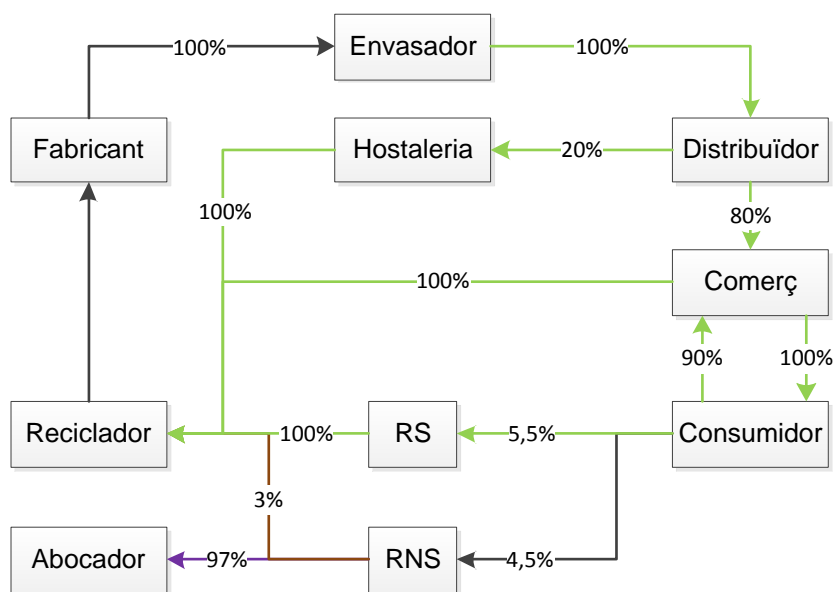 100%
Envasador
100%
Fabricant
Hostaleria
20%
Distribuïdor
100%
80%
100%
Comerç
90%
100%
Reciclador
100%
RS
5,5%
Consumidor
3%
Abocador
97%
RNS
4,5%